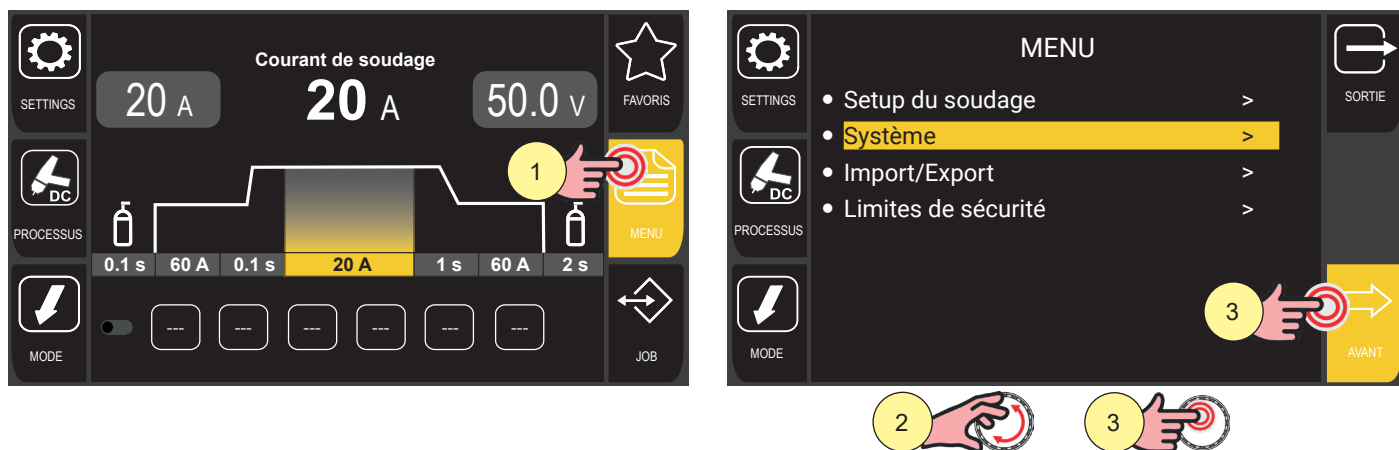 SETTINGS
Courant de soudage
20 A
20 A
50.0 V
FAVORIS
1
DC
PROCESSUS
MENU
0.1 s 60 A 0.1 s 20 A 1 s 60 A 2 s
--- --- --- --- --- ---
MODE
JOB
MENU
SETTINGS
SORTIE
• Setup du soudage >
• Système >
• Import/Export >
• Limites de sécurité >
DC
PROCESSUS
3
MODE
AVANT
2
3